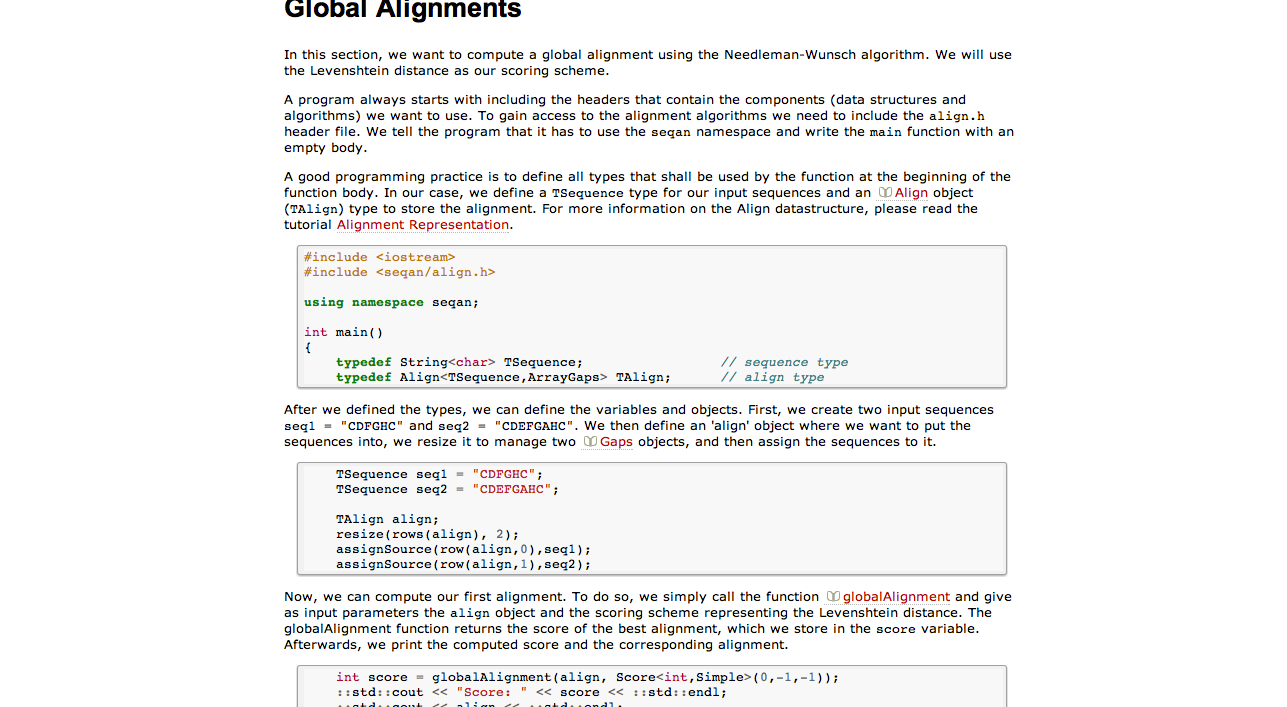 Global Alignments
In this section, we want to compute a global alignment using the Needleman-Wunsch algorithm. We will use
the Levenshtein distance as our scoring scheme.
A program always starts with including the headers that contain the components (data structures and
algorithms) we want to use. To gain access to the alignment algorithms we need to include the align.h
header file. We tell the program that it has to use the seqan namespace and write the main function with an
empty body.
A good programming practice is to define all types that shall be used by the function at the beginning of the
function body. In our case, we define a TSequence type for our input sequences and an Align object
(TAlign) type to store the alignment. For more information on the Align datastructure, please read the
tutorial Alignment Representation.
#include <iostream>
#include <seqan/align.h>
using namespace seqan;
int main()
{
    typedef String<char> TSequence;                 // sequence type
    typedef Align<TSequence,ArrayGaps> TAlign;      // align type
After we defined the types, we can define the variables and objects. First, we create two input sequences
seq1 = "CDFGHC" and seq2 = "CDEFGAHC". We then define an 'align' object where we want to put the
sequences into, we resize it to manage two Gaps objects, and then assign the sequences to it.
    TSequence seq1 = "CDFGHC";
    TSequence seq2 = "CDEFGAHC";
    TAlign align;
    resize(rows(align), 2);
    assignSource(row(align,0),seq1);
    assignSource(row(align,1),seq2);
Now, we can compute our first alignment. To do so, we simply call the function globalAlignment and give
as input parameters the align object and the scoring scheme representing the Levenshtein distance. The
globalAlignment function returns the score of the best alignment, which we store in the score variable.
Afterwards, we print the computed score and the corresponding alignment.
    int score = globalAlignment(align, Score<int,Simple>(0,-1,-1));
    ::std::cout << "Score: " << score << ::std::endl;
    ::std::cout << align << ::std::endl;